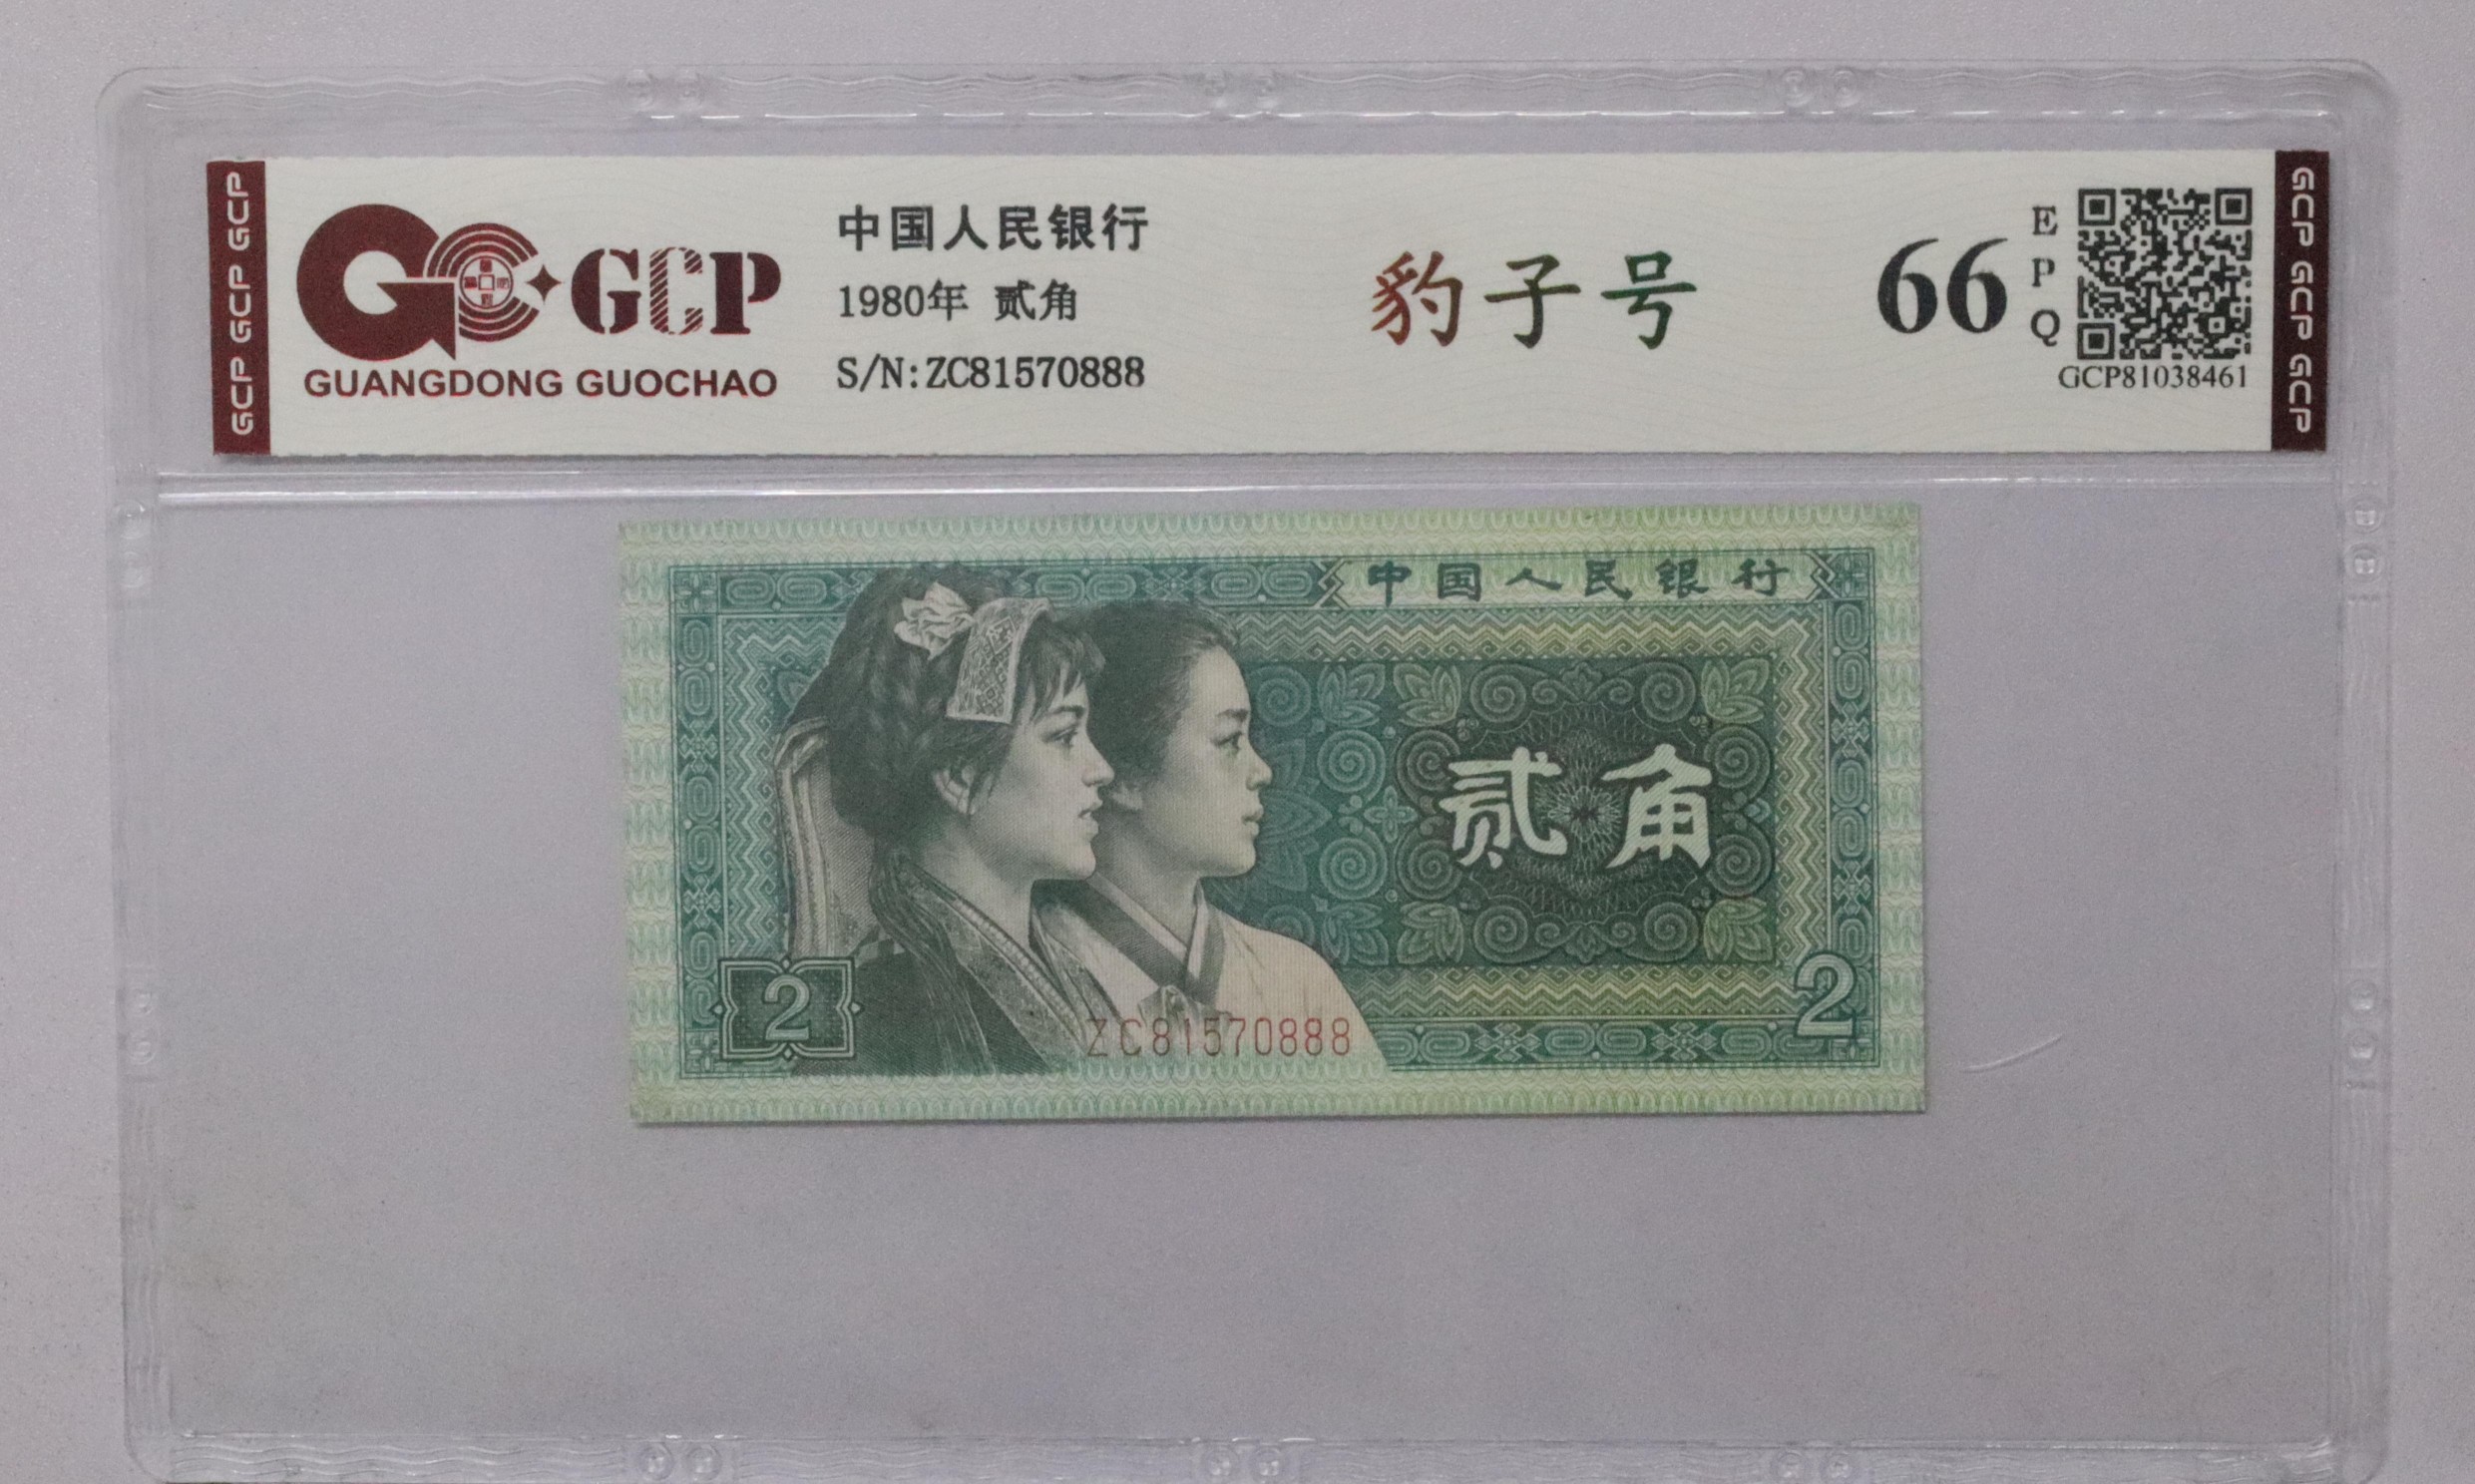 GCP GCP GCP
GCP
GUANGDONG GUOCHAO
中国人民银行
1980年 贰角
S/N:ZC81570888
豹子号
66
EPQ
GCP81038461
GCP GCP GCP
中国人民银行
贰角
2
ZC81570888
2